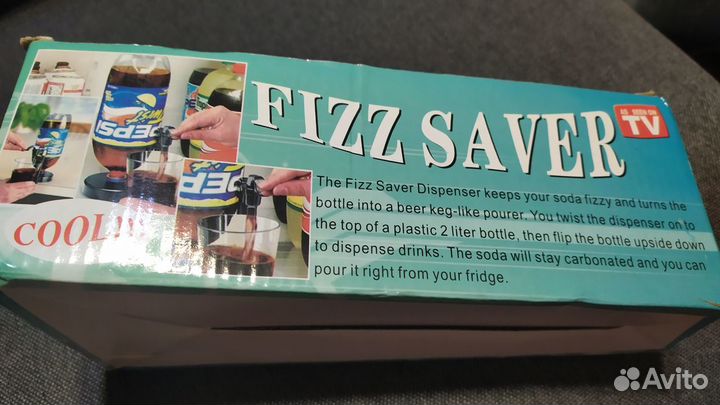 FIZZ SAVER
AS SEEN ON
TV
The Fizz Saver Dispenser keeps your soda fizzy and turns the
bottle into a beer keg-like pourer. You twist the dispenser on to
the top of a plastic 2 liter bottle, then flip the bottle upside down
to dispense drinks. The soda will stay carbonated and you can
pour it right from your fridge.
PEPSI
PEP
Avito